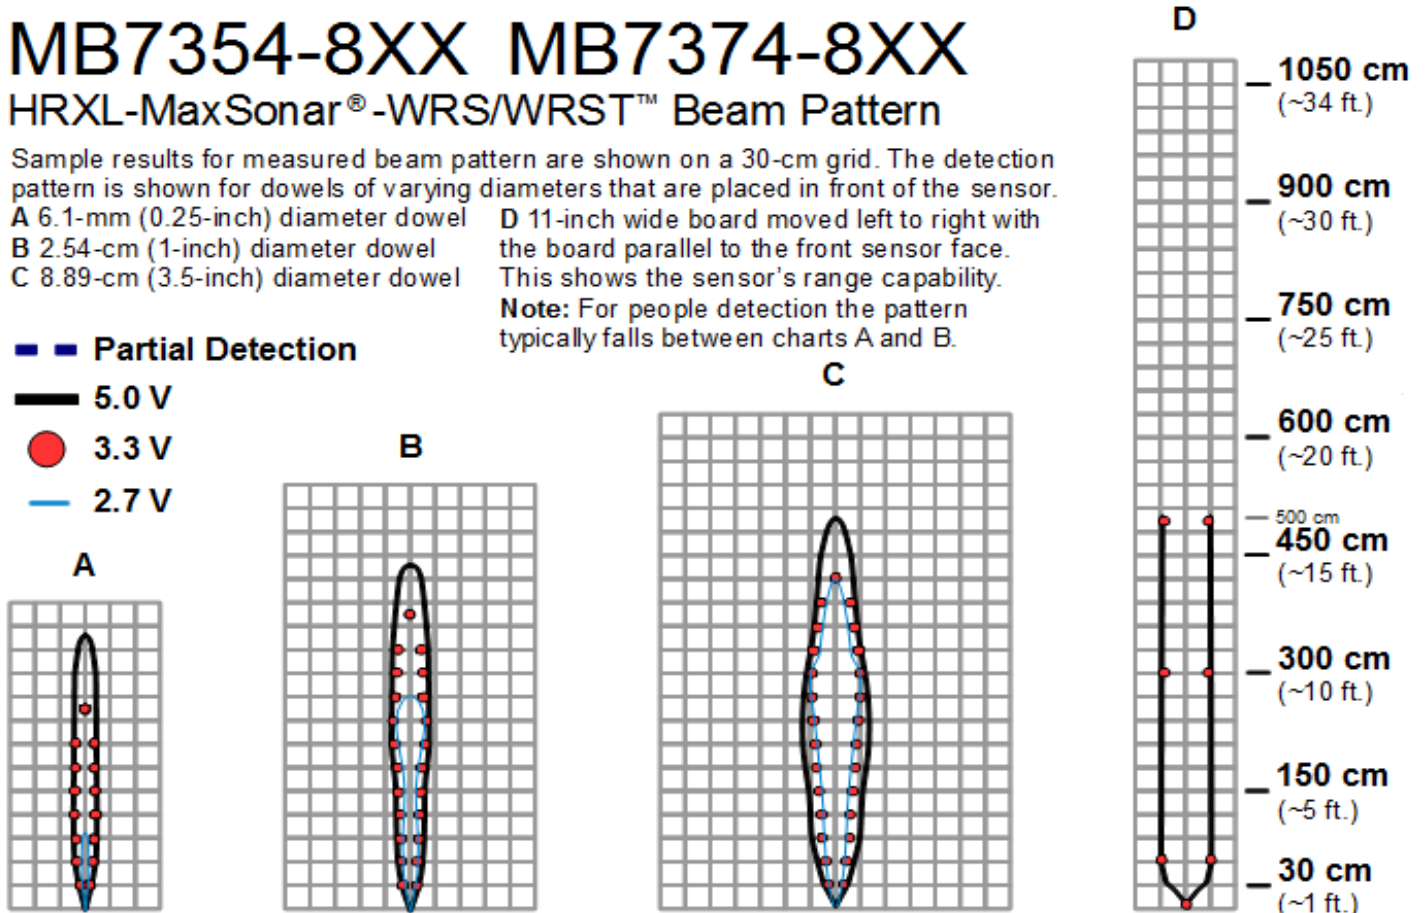 MB7354-8XX MB7374-8XX
HRXL-MaxSonar®-WRS/WRST™ Beam Pattern
Sample results for measured beam pattern are shown on a 30-cm grid. The detection
pattern is shown for dowels of varying diameters that are placed in front of the sensor.
A 6.1-mm (0.25-inch) diameter dowel
B 2.54-cm (1-inch) diameter dowel
C 8.89-cm (3.5-inch) diameter dowel
D 11-inch wide board moved left to right with
the board parallel to the front sensor face.
This shows the sensor's range capability.
Note: For people detection the pattern
typically falls between charts A and B.
Partial Detection
5.0 V
3.3 V
2.7 V
A
B
C
D
1050 cm
(~34 ft.)
900 cm
(~30 ft.)
750 cm
(~25 ft.)
600 cm
(~20 ft.)
500 cm
450 cm
(~15 ft.)
300 cm
(~10 ft.)
150 cm
(~5 ft.)
30 cm
(~1 ft.)